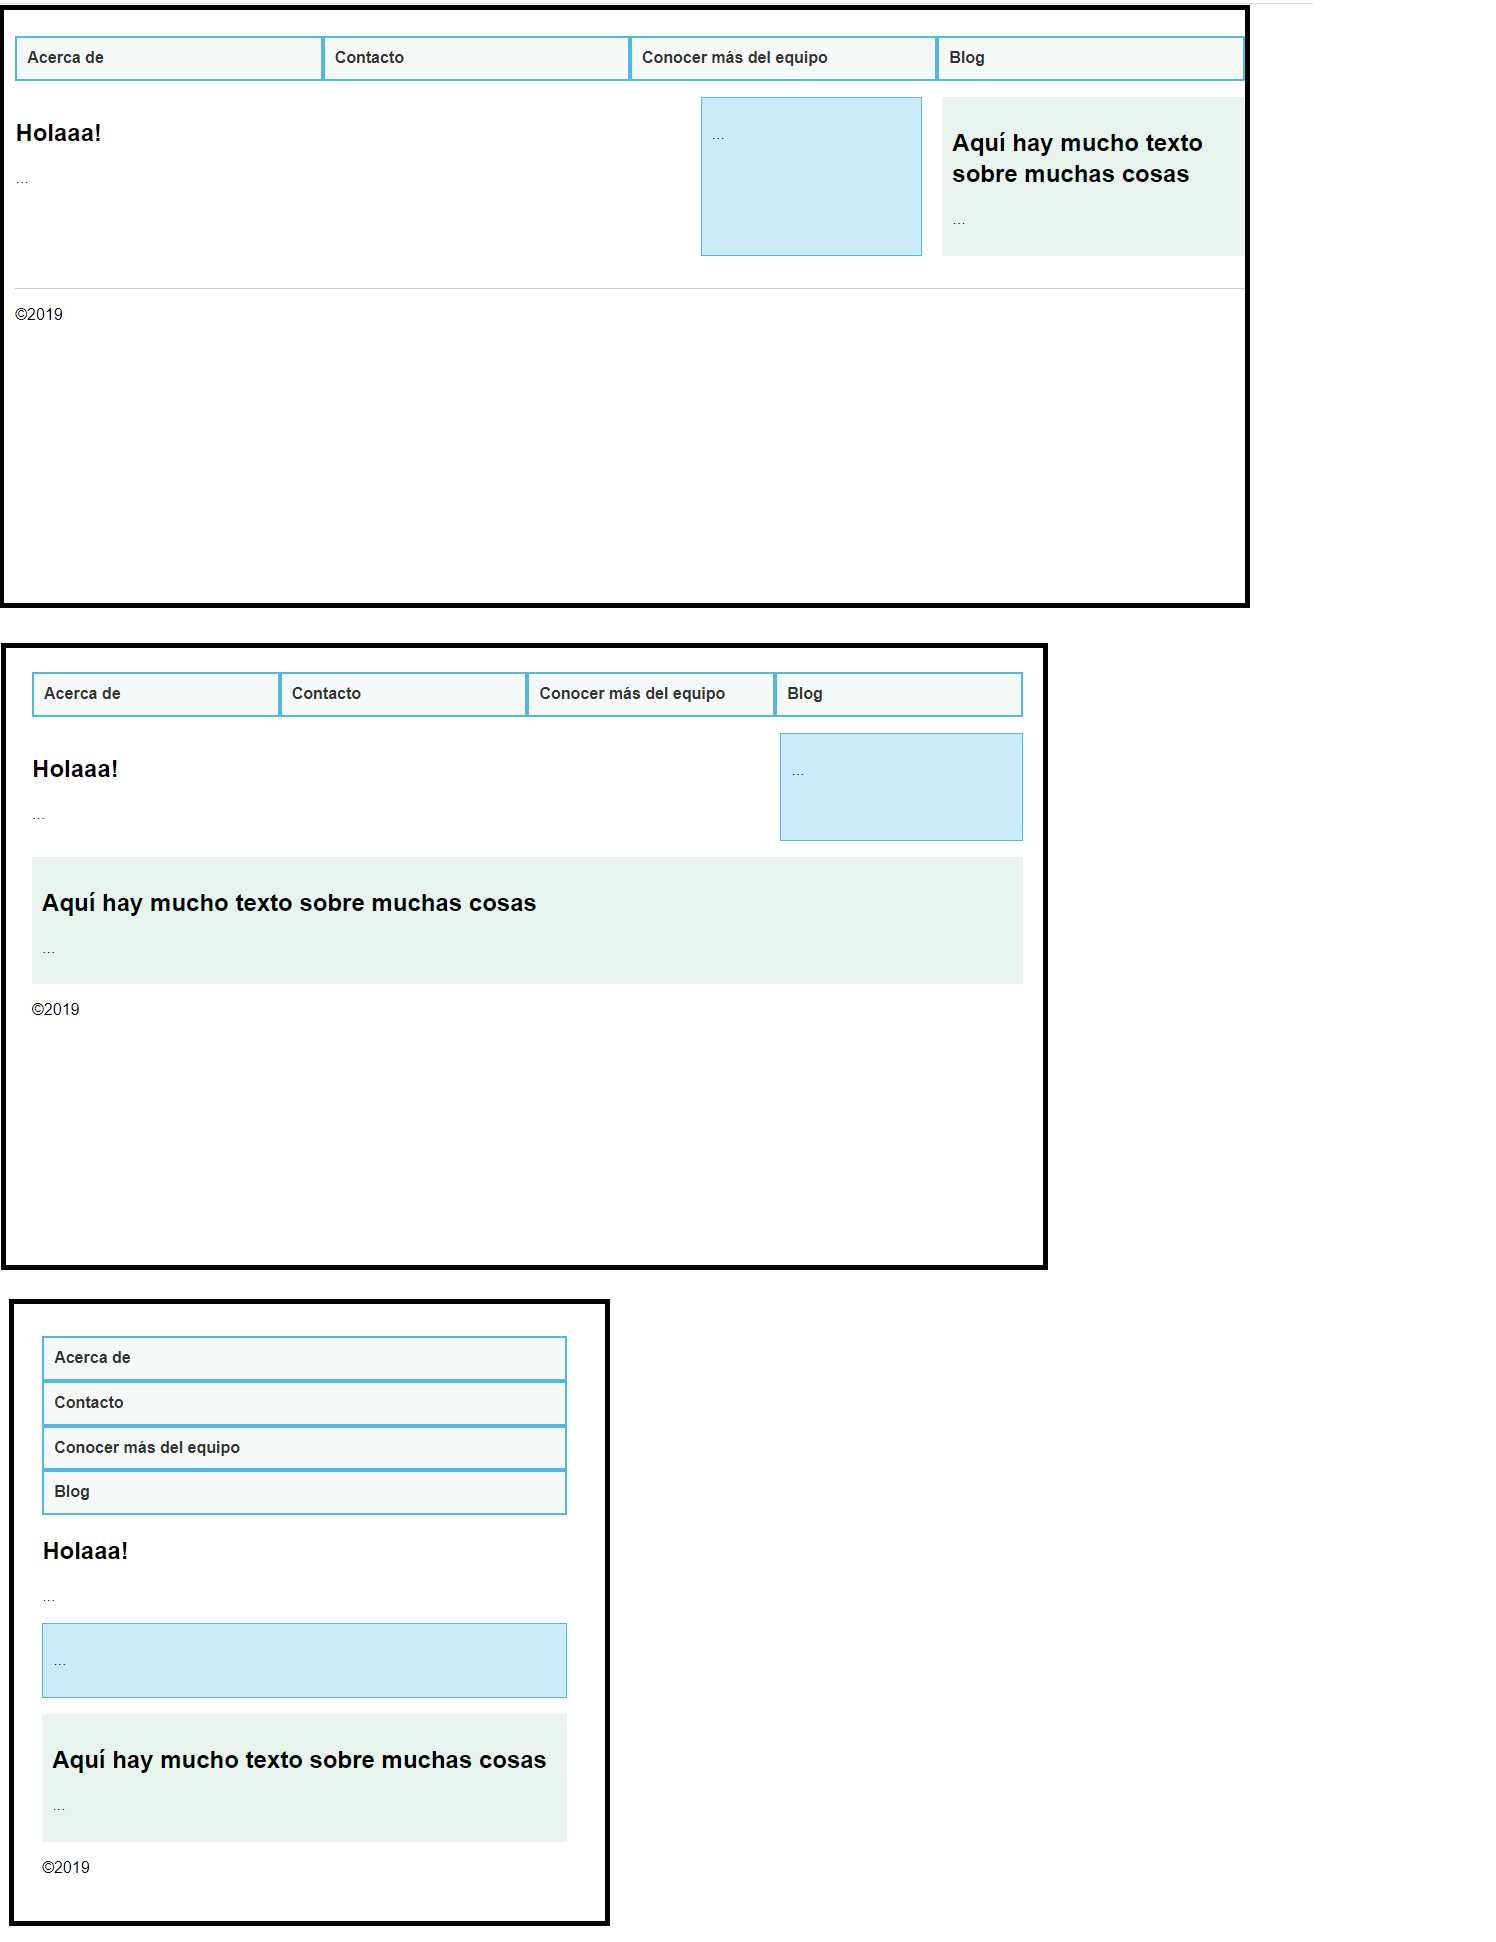 Acerca de
Contacto
Conocer más del equipo
Blog
Holaaa!
...
...
Aquí hay mucho texto
sobre muchas cosas
...
©2019
Acerca de
Contacto
Conocer más del equipo
Blog
Holaaa!
...
...
Aquí hay mucho texto sobre muchas cosas
...
©2019
Acerca de
Contacto
Conocer más del equipo
Blog
Holaaa!
...
...
Aquí hay mucho texto sobre muchas cosas
...
©2019